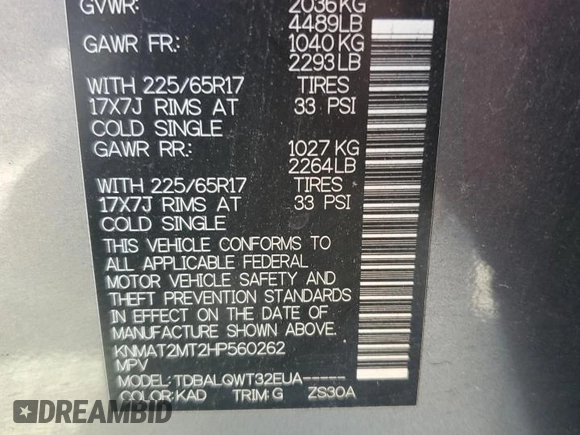 GVWR: 2036KG
4489LB
GAWR FR: 1040 KG
2293 LB
WITH 225/65R17 TIRES
17X7J RIMS AT 33 PSI
COLD SINGLE
GAWR RR: 1027 KG
2264LB
WITH 225/65R17 TIRES
17X7J RIMS AT 33 PSI
COLD SINGLE
THIS VEHICLE CONFORMS TO
ALL APPLICABLE FEDERAL
MOTOR VEHICLE SAFETY AND
THEFT PREVENTION STANDARDS
IN EFFECT ON THE DATE OF
MANUFACTURE SHOWN ABOVE.
KNMAT2MT2HP560262
MPV
MODEL:TDBALQWT32EUA-----
COLOR:KAD TRIM:G ZS30A
DREAMBID